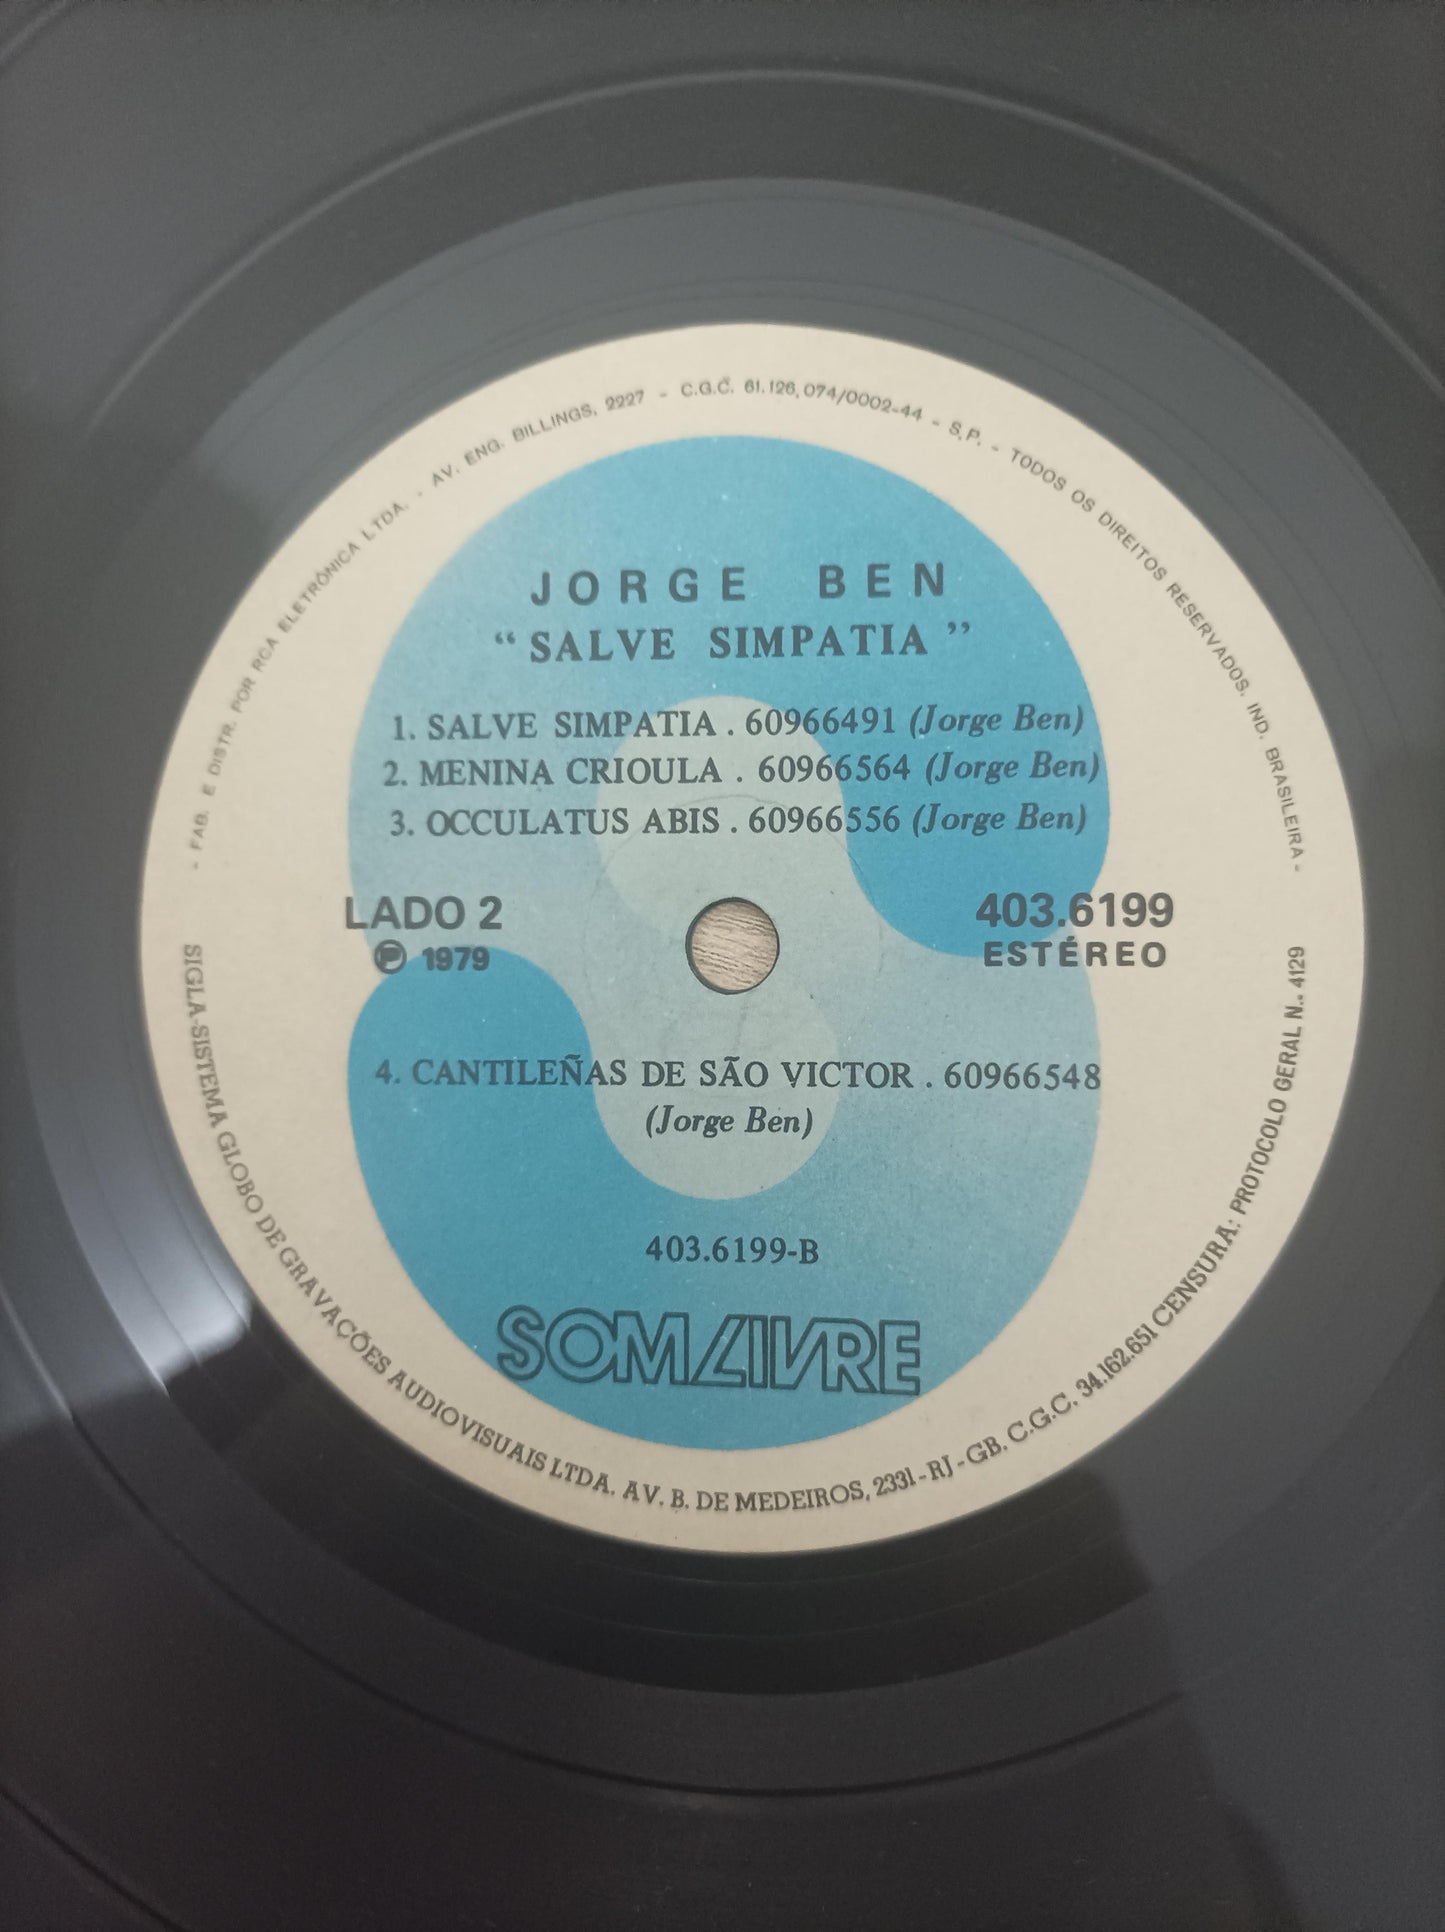 - FAB. E DISTR. POR RCA ELETRÔNICA LTDA. - AV. ENG. BILLINGS, 2227 - C.G.C. 61.126,074/0002-44 - S.P. - TODOS OS DIREITOS RESERVADOS. IND. BRASILEIRA -
JORGE BEN
“SALVE SIMPATIA”
1. SALVE SIMPATIA . 60966491 (Jorge Ben)
2. MENINA CRIOULA . 60966564 (Jorge Ben)
3. OCCULATUS ABIS . 60966556 (Jorge Ben)
LADO 2
℗ 1979
403.6199
ESTÉREO
4. CANTILEÑAS DE SÃO VICTOR . 60966548
(Jorge Ben)
403.6199-B
SOM LIVRE
SIGLA-SISTEMA GLOBO DE GRAVAÇÕES AUDIOVISUAIS LTDA. AV. B. DE MEDEIROS, 2331 - RJ - GB. C.G.C. 34.162.651 CENSURA: PROTOCOLO GERAL N.. 4129